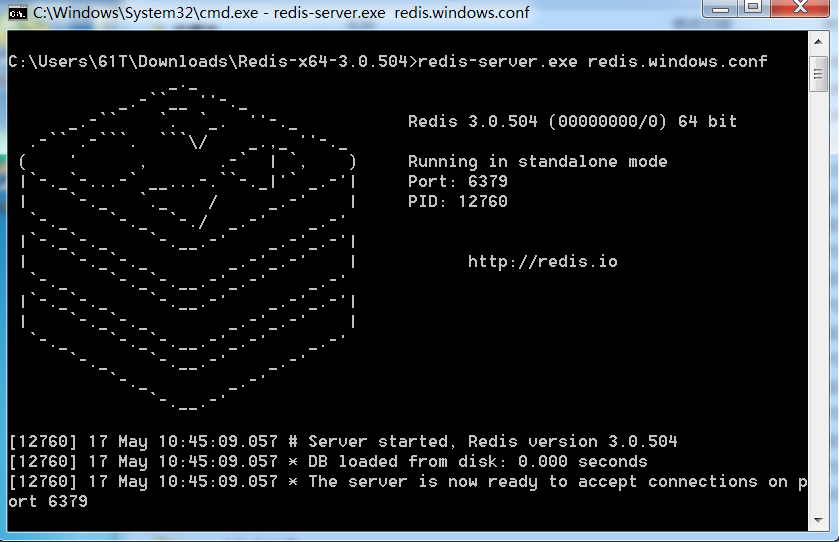 C:\Windows\System32\cmd.exe - redis-server.exe  redis.windows.conf
C:\Users\61T\Downloads\Redis-x64-3.0.504>redis-server.exe redis.windows.conf
Redis 3.0.504 (00000000/0) 64 bit
Running in standalone mode
Port: 6379
PID: 12760
http://redis.io
[12760] 17 May 10:45:09.057 # Server started, Redis version 3.0.504
[12760] 17 May 10:45:09.057 * DB loaded from disk: 0.000 seconds
[12760] 17 May 10:45:09.057 * The server is now ready to accept connections on p
ort 6379